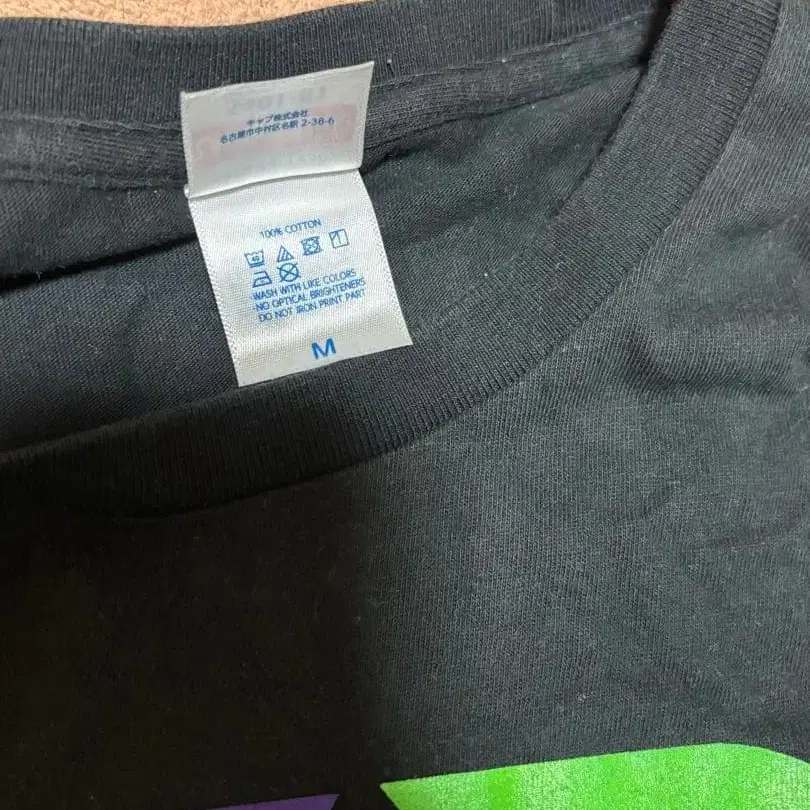 キャブ株式会社
名古屋市中村区名駅 2-38-6
100% COTTON
40
WASH WITH LIKE COLORS
NO OPTICAL BRIGHTENERS
DO NOT IRON PRINT PART
M